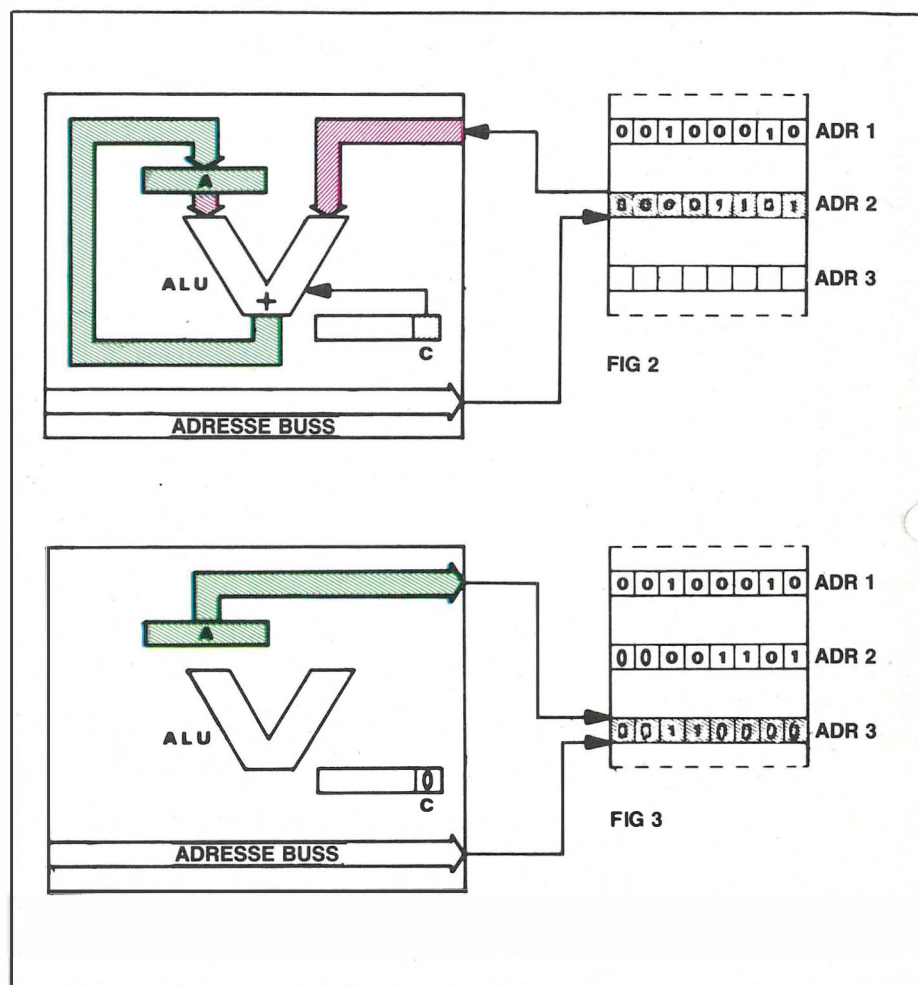 0 0 1 0 0 0 1 0 ADR 1
A
0 0 0 0 1 1 0 1 ADR 2
ALU
+
ADR 3
C
FIG 2
ADRESSE BUSS
0 0 1 0 0 0 1 0 ADR 1
A
0 0 0 0 1 1 0 1 ADR 2
ALU
0 0 1 1 0 0 0 0 ADR 3
0
C
FIG 3
ADRESSE BUSS